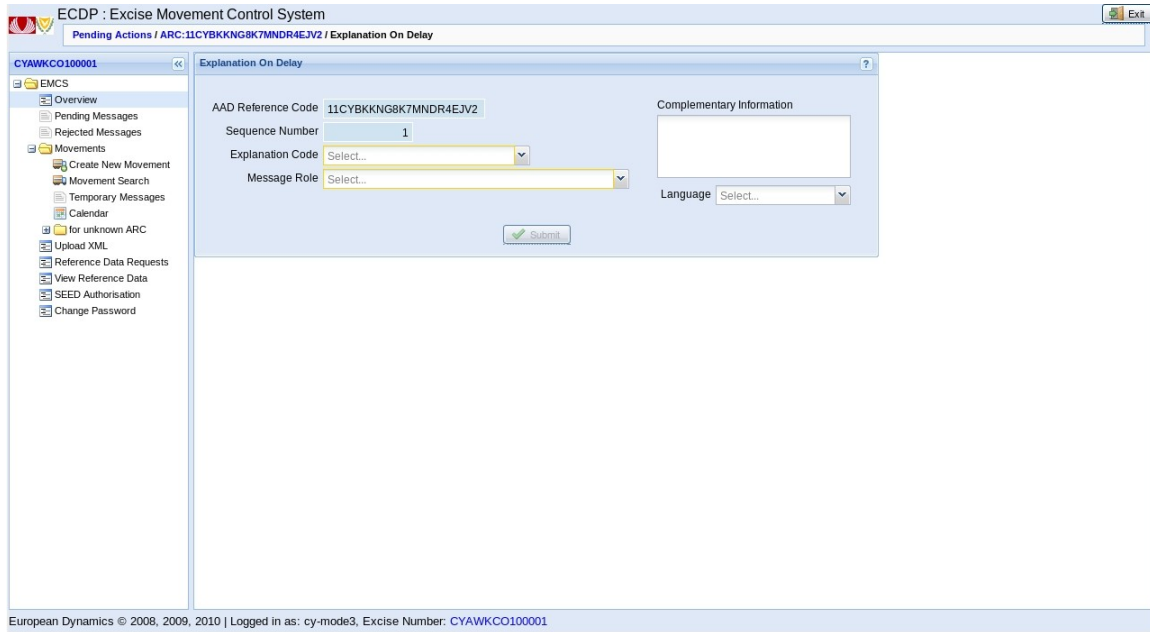 ECDP : Excise Movement Control System
Exit
Pending Actions / ARC:11CYBKKNG8K7MNDR4EJV2 / Explanation On Delay
CYAWKCO100001
EMCS
Overview
Pending Messages
Rejected Messages
Movements
Create New Movement
Movement Search
Temporary Messages
Calendar
for unknown ARC
Upload XML
Reference Data Requests
View Reference Data
SEED Authorisation
Change Password
Explanation On Delay
?
AAD Reference Code 11CYBKKNG8K7MNDR4EJV2
Sequence Number 1
Explanation Code Select...
Message Role Select...
Complementary Information
Language Select...
Submit
European Dynamics © 2008, 2009, 2010 | Logged in as: cy-mode3, Excise Number: CYAWKCO100001